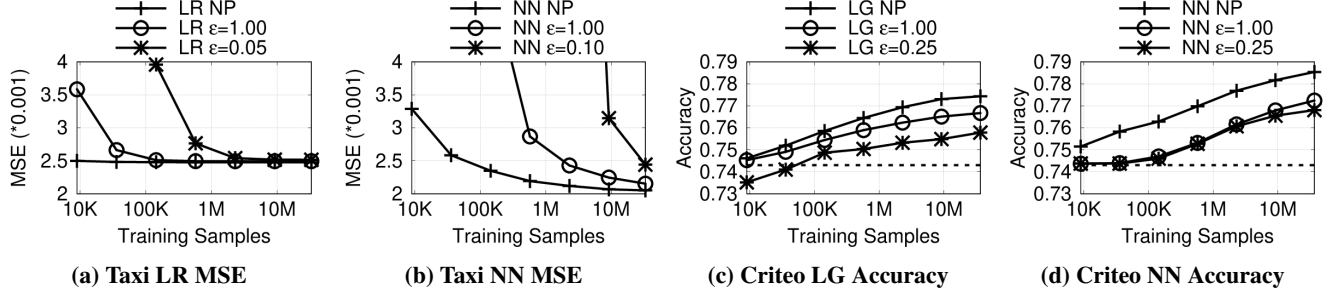 LR NP
LR ε=1.00
LR ε=0.05
4
3.5
3
2.5
2
MSE (*0.001)
10K 100K 1M 10M
Training Samples
(a) Taxi LR MSE
NN NP
NN ε=1.00
NN ε=0.10
4
3.5
3
2.5
2
MSE (*0.001)
10K 100K 1M 10M
Training Samples
(b) Taxi NN MSE
LG NP
LG ε=1.00
LG ε=0.25
0.79
0.78
0.77
0.76
0.75
0.74
0.73
Accuracy
10K 100K 1M 10M
Training Samples
(c) Criteo LG Accuracy
NN NP
NN ε=1.00
NN ε=0.25
0.79
0.78
0.77
0.76
0.75
0.74
0.73
Accuracy
10K 100K 1M 10M
Training Samples
(d) Criteo NN Accuracy